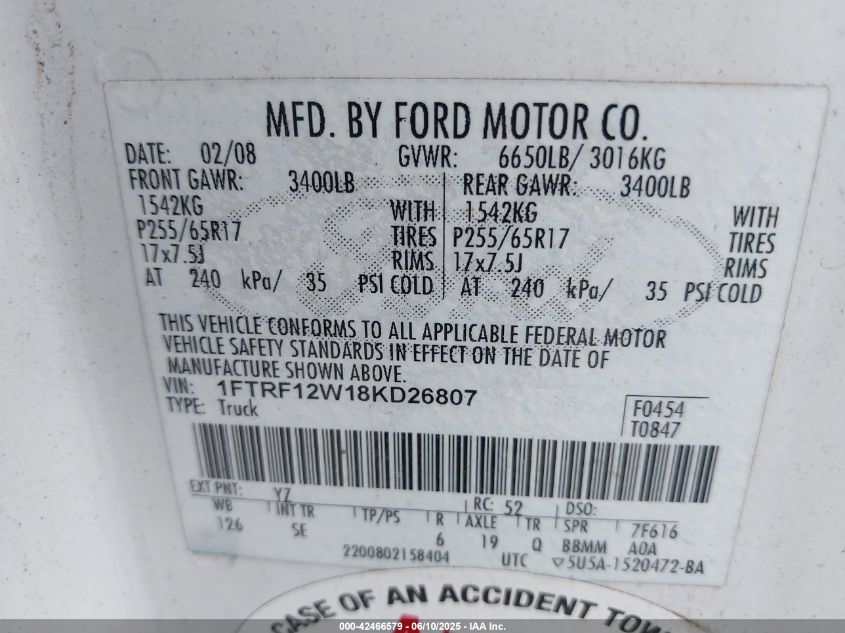 MFD. BY FORD MOTOR CO.
DATE: 02/08 GVWR: 6650LB/ 3016KG
FRONT GAWR: 3400LB REAR GAWR: 3400LB
1542KG WITH 1542KG WITH
P255/65R17 TIRES P255/65R17 TIRES
17x7.5J RIMS 17x7.5J RIMS
AT 240 kPa/ 35 PSI COLD AT 240 kPa/ 35 PSI COLD
THIS VEHICLE CONFORMS TO ALL APPLICABLE FEDERAL MOTOR
VEHICLE SAFETY STANDARDS IN EFFECT ON THE DATE OF
MANUFACTURE SHOWN ABOVE.
VIN: 1FTRF12W18KD26807
TYPE: Truck
F0454
T0847
EXT PNT: YZ RC: 52 DSO:
WB INT TR TP/PS R AXLE TR SPR 7F616
126 SE 6 19 Q BBMM A0A
2200802158404 UTC ▽5U5A-1520472-BA
CASE OF AN ACCIDENT TOW
000-42466579 - 06/10/2025 - IAA Inc.